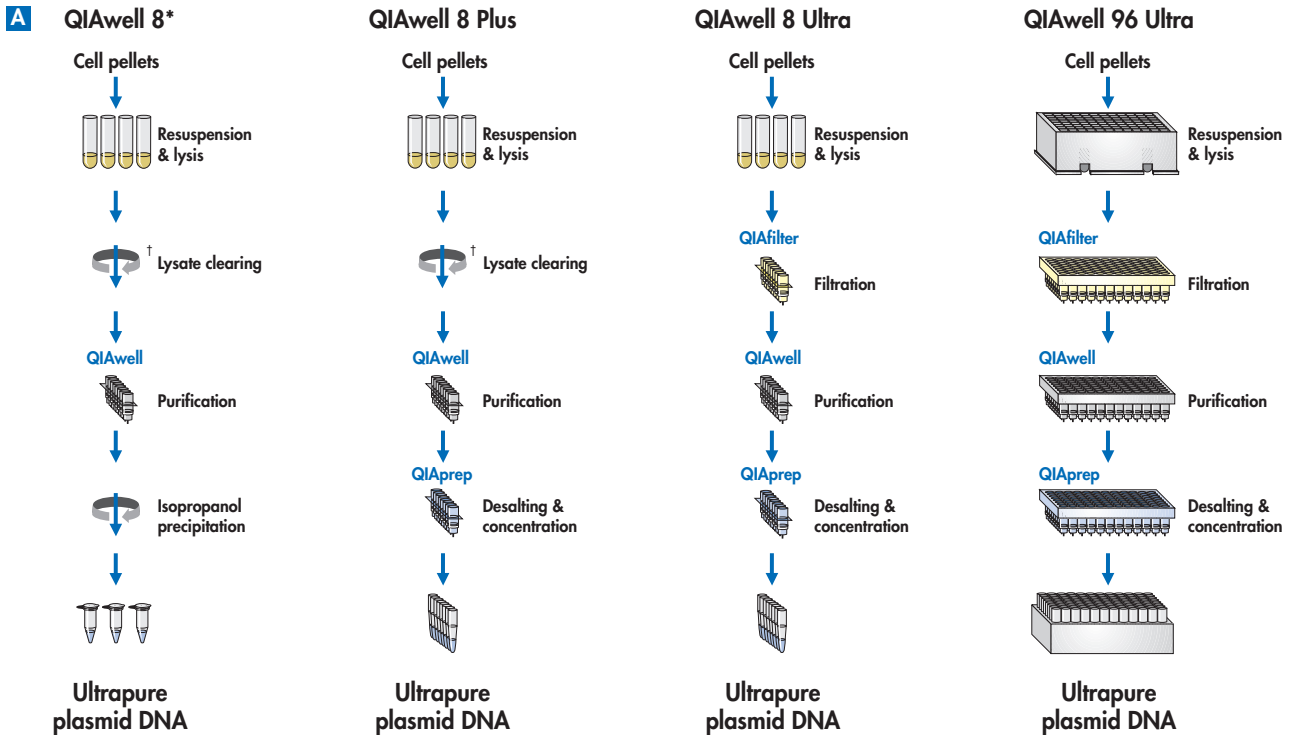 A
QIAwell 8*
Cell pellets
Resuspension
& lysis
†
Lysate clearing
QIAwell
Purification
Isopropanol
precipitation
Ultrapure
plasmid DNA
QIAwell 8 Plus
Cell pellets
Resuspension
& lysis
†
Lysate clearing
QIAwell
Purification
QIAprep
Desalting &
concentration
Ultrapure
plasmid DNA
QIAwell 8 Ultra
Cell pellets
Resuspension
& lysis
QIAfilter
Filtration
QIAwell
Purification
QIAprep
Desalting &
concentration
Ultrapure
plasmid DNA
QIAwell 96 Ultra
Cell pellets
Resuspension
& lysis
QIAfilter
Filtration
QIAwell
Purification
QIAprep
Desalting &
concentration
Ultrapure
plasmid DNA